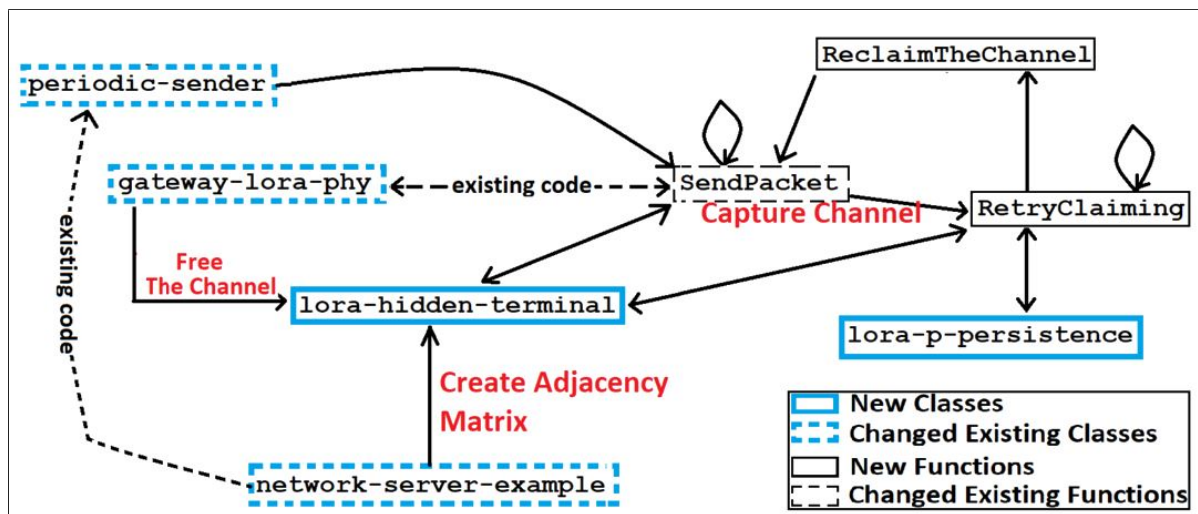 ReclaimTheChannel
periodic-sender
gateway-lora-phy
existing code
SendPacket
Capture Channel
RetryClaiming
existing code
Free
The Channel
lora-hidden-terminal
lora-p-persistence
Create Adjacency
Matrix
network-server-example
New Classes
Changed Existing Classes
New Functions
Changed Existing Functions